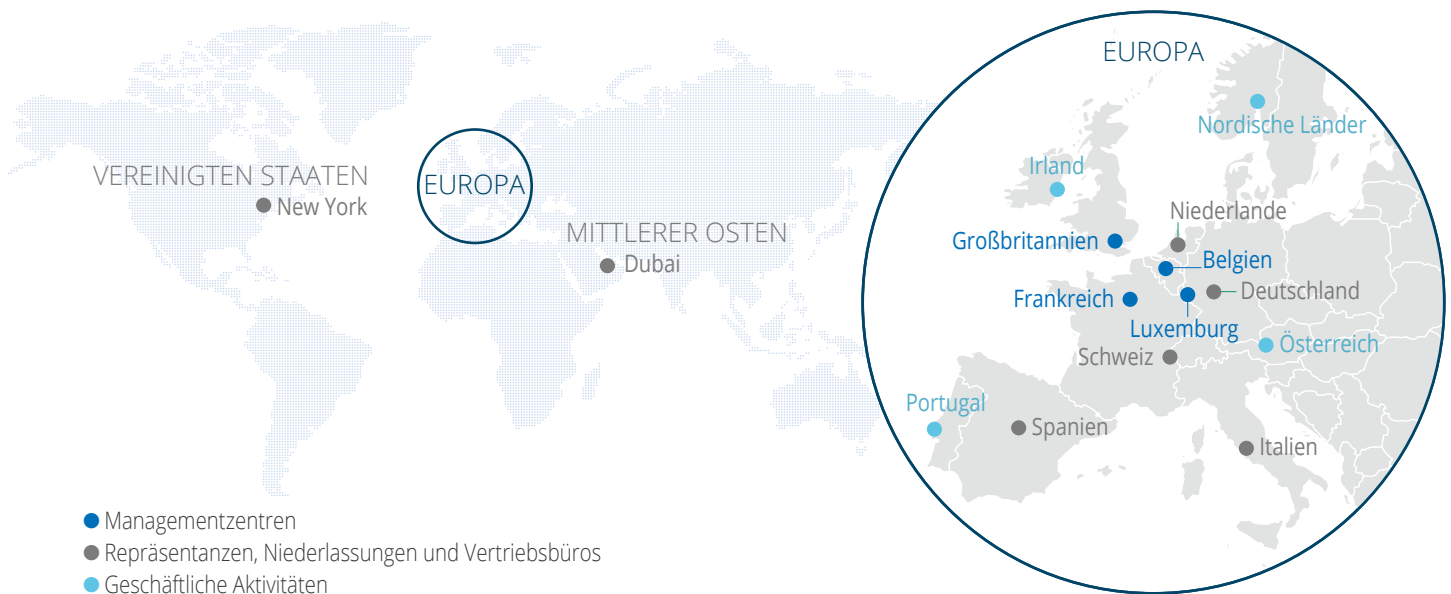 VEREINIGTEN STAATEN
New York
EUROPA
MITTLERER OSTEN
Dubai
EUROPA
Nordische Länder
Irland
Niederlande
Großbritannien
Belgien
Deutschland
Frankreich
Luxemburg
Österreich
Schweiz
Portugal
Spanien
Italien
Managementzentren
Repräsentanzen, Niederlassungen und Vertriebsbüros
Geschäftliche Aktivitäten